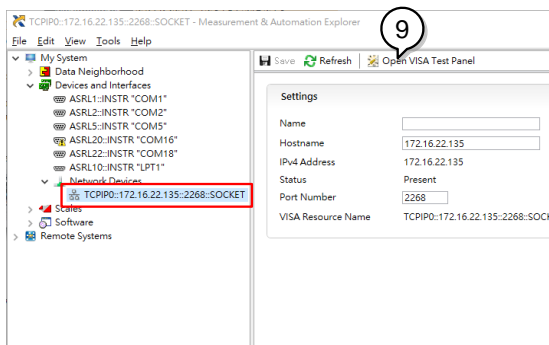 TCPIP0::172.16.22.135::2268::SOCKET - Measurement & Automation Explorer
File Edit View Tools Help
9
My System
Data Neighborhood
Devices and Interfaces
ASRL1::INSTR "COM1"
ASRL2::INSTR "COM2"
ASRL5::INSTR "COM5"
ASRL20::INSTR "COM16"
ASRL22::INSTR "COM18"
ASRL10::INSTR "LPT1"
Network Devices
TCPIP0::172.16.22.135::2268::SOCKET
Scales
Software
Remote Systems
Save Refresh Open VISA Test Panel
Settings
Name
Hostname 172.16.22.135
IPv4 Address 172.16.22.135
Status Present
Port Number 2268
VISA Resource Name TCPIP0::172.16.22.135::2268::SOCK